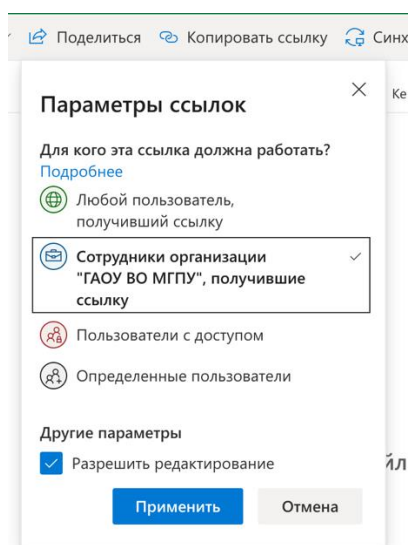 Поделиться Копировать ссылку Синх
Параметры ссылок
Ке
Для кого эта ссылка должна работать?
Подробнее
Любой пользователь,
получивший ссылку
Сотрудники организации
"ГАОУ ВО МГПУ", получившие
ссылку
Пользователи с доступом
Определенные пользователи
Другие параметры
Разрешить редактирование
йл
Применить Отмена